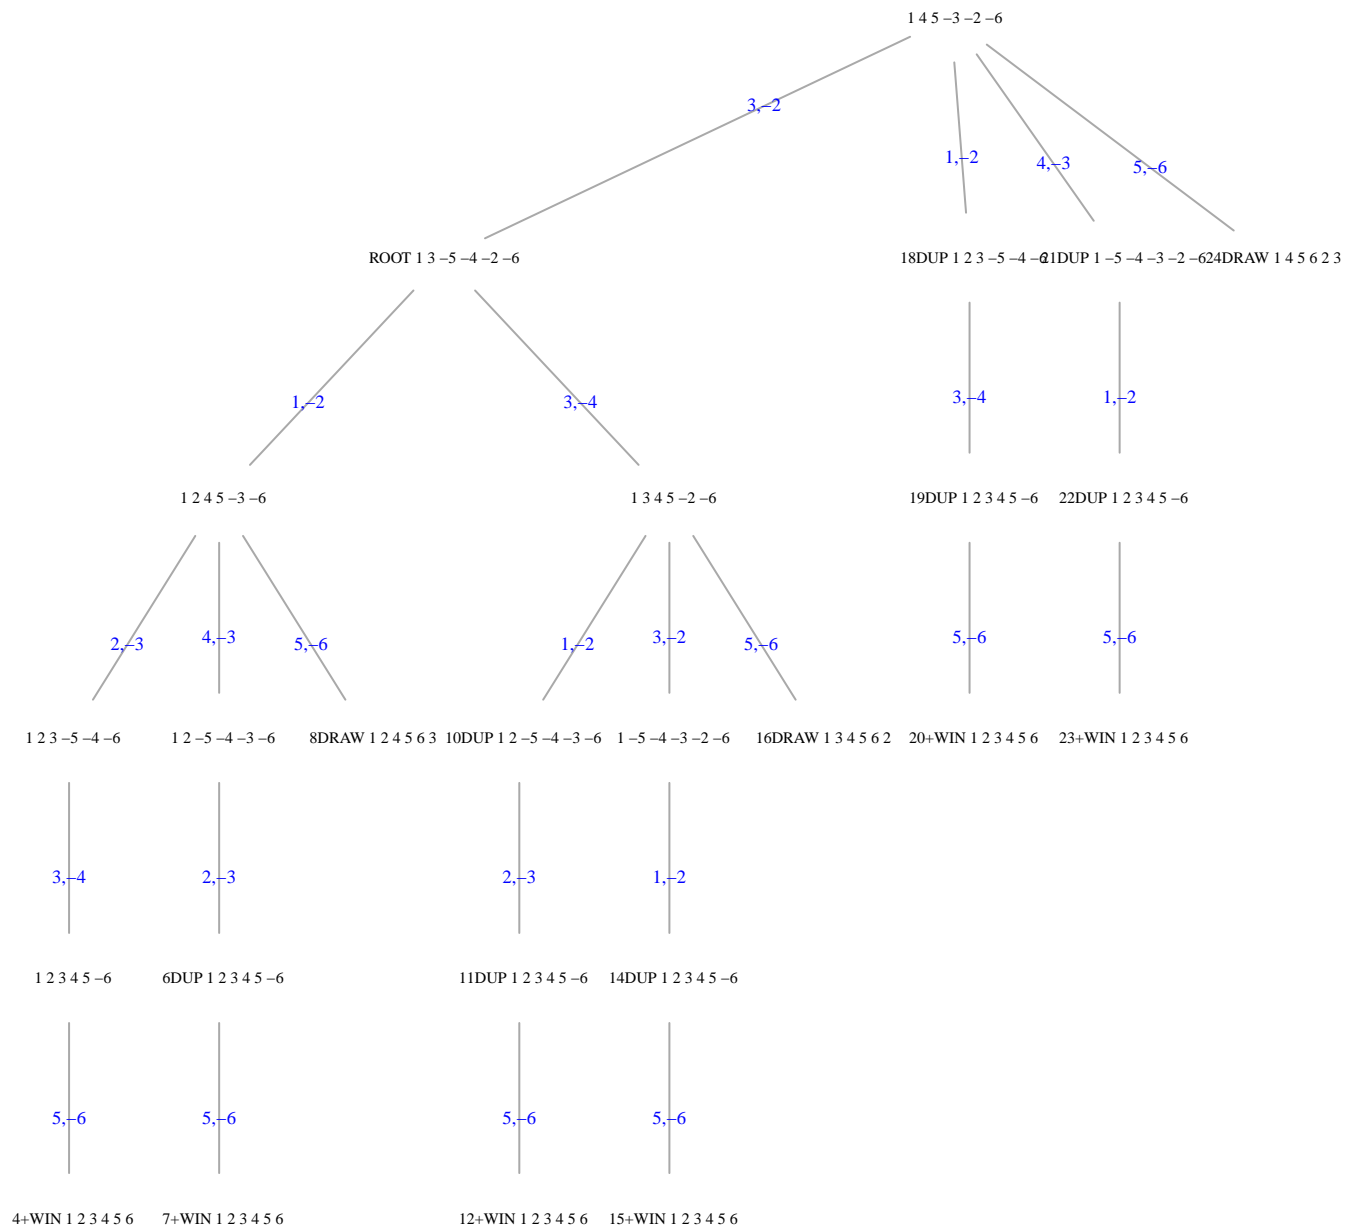 1 4 5 −3 −2 −6
3,−2
1,−2
4,−3
5,−6
ROOT 1 3 −5 −4 −2 −6
18DUP 1 2 3 −5 −4 −6
21DUP 1 −5 −4 −3 −2 −6
24DRAW 1 4 5 6 2 3
1,−2
3,−4
3,−4
1,−2
1 2 4 5 −3 −6
1 3 4 5 −2 −6
19DUP 1 2 3 4 5 −6
22DUP 1 2 3 4 5 −6
2,−3
4,−3
5,−6
1,−2
3,−2
5,−6
5,−6
5,−6
1 2 3 −5 −4 −6
1 2 −5 −4 −3 −6
8DRAW 1 2 4 5 6 3
10DUP 1 2 −5 −4 −3 −6
1 −5 −4 −3 −2 −6
16DRAW 1 3 4 5 6 2
20+WIN 1 2 3 4 5 6
23+WIN 1 2 3 4 5 6
3,−4
2,−3
2,−3
1,−2
1 2 3 4 5 −6
6DUP 1 2 3 4 5 −6
11DUP 1 2 3 4 5 −6
14DUP 1 2 3 4 5 −6
5,−6
5,−6
5,−6
5,−6
4+WIN 1 2 3 4 5 6
7+WIN 1 2 3 4 5 6
12+WIN 1 2 3 4 5 6
15+WIN 1 2 3 4 5 6